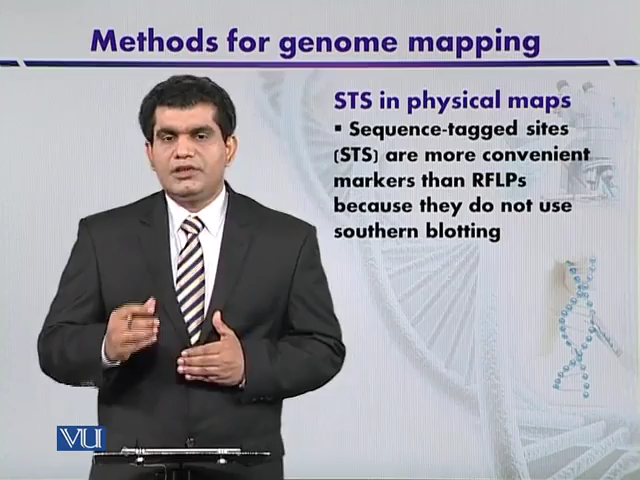 Methods for genome mapping
STS in physical maps
▪ Sequence-tagged sites
(STS) are more convenient
markers than RFLPs
because they do not use
southern blotting
VU